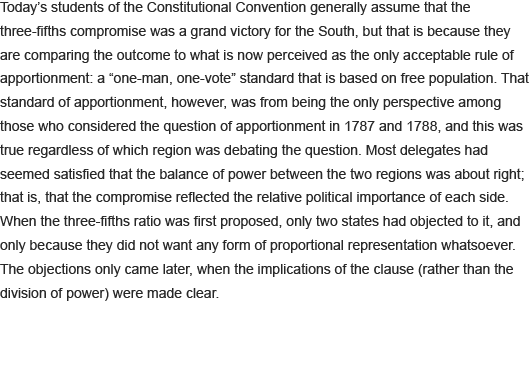 Today’s students of the Constitutional Convention generally assume that the
three-fifths compromise was a grand victory for the South, but that is because they
are comparing the outcome to what is now perceived as the only acceptable rule of
apportionment: a “one-man, one-vote” standard that is based on free population. That
standard of apportionment, however, was from being the only perspective among
those who considered the question of apportionment in 1787 and 1788, and this was
true regardless of which region was debating the question. Most delegates had
seemed satisfied that the balance of power between the two regions was about right;
that is, that the compromise reflected the relative political importance of each side.
When the three-fifths ratio was first proposed, only two states had objected to it, and
only because they did not want any form of proportional representation whatsoever.
The objections only came later, when the implications of the clause (rather than the
division of power) were made clear.